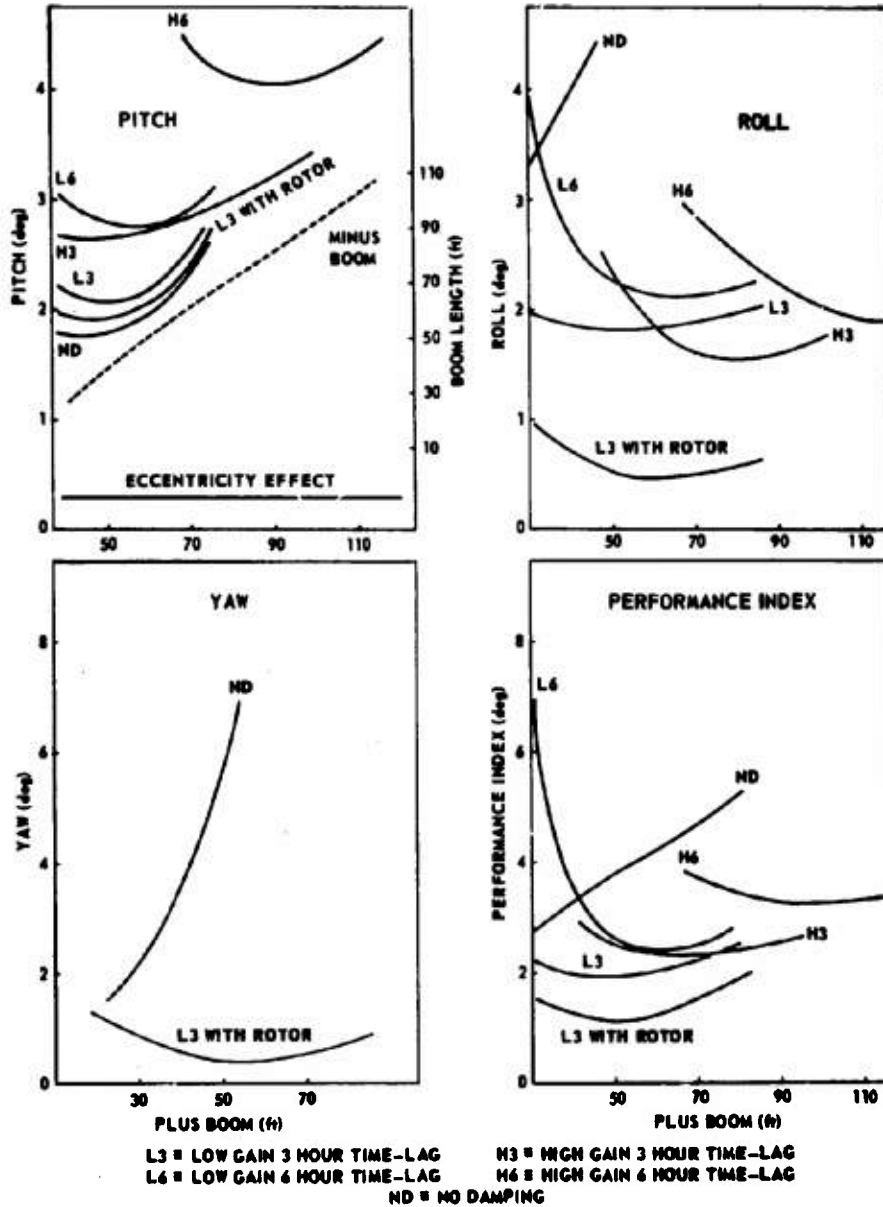 H6
4
PITCH
L6
3
H3
L3
2
ND
1
0
PITCH (deg)
L3 WITH ROTOR
MINUS
BOOM
ECCENTRICITY EFFECT
110
90
70
50
30
10
BOOM LENGTH (ft)
50
70
90
110
ND
4
ROLL
L6
H6
3
2
L3
H3
1
L3 WITH ROTOR
0
ROLL (deg)
50
70
90
110
YAW
8
ND
6
4
2
L3 WITH ROTOR
0
YAW (deg)
30
50
70
PLUS BOOM (ft)
PERFORMANCE INDEX
8
L6
6
ND
4
H6
H3
L3
2
L3 WITH ROTOR
0
PERFORMANCE INDEX (deg)
50
70
90
110
PLUS BOOM (ft)
L3 ≡ LOW GAIN 3 HOUR TIME-LAG
H3 ≡ HIGH GAIN 3 HOUR TIME-LAG
L6 ≡ LOW GAIN 6 HOUR TIME-LAG
H6 ≡ HIGH GAIN 6 HOUR TIME-LAG
ND ≡ NO DAMPING